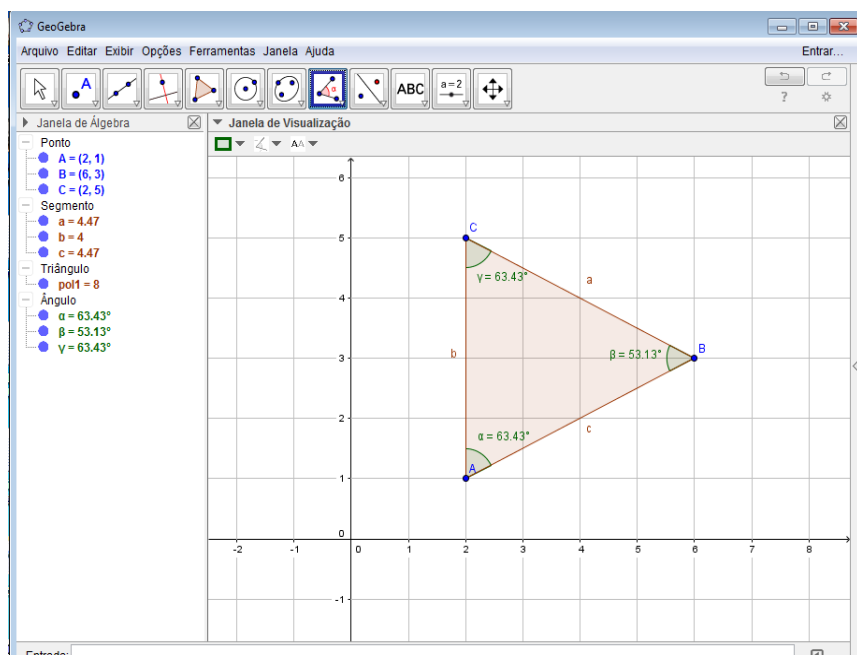 GeoGebra
Arquivo Editar Exibir Opções Ferramentas Janela Ajuda
Entrar...
A
α
ABC
a=2
?
Janela de Álgebra
Janela de Visualização
AA
Ponto
A = (2, 1)
B = (6, 3)
C = (2, 5)
Segmento
a = 4.47
b = 4
c = 4.47
Triângulo
pol1 = 8
Ângulo
α = 63.43°
β = 53.13°
γ = 63.43°
6
5
4
3
2
1
0
-1
-2 -1 0 1 2 3 4 5 6 7 8
C
γ = 63.43°
a
b
β = 53.13°
B
α = 63.43°
c
A
Entrada: